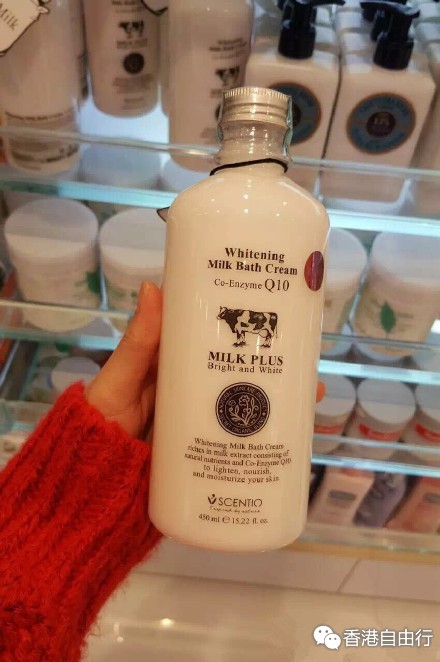 Milk
Whitening
Milk Bath Cream
Co-Enzyme Q10
MILK PLUS
Bright and White
Whitening Milk Bath Cream
riches in milk extract consisting of
natural nutrients and Co-Enzyme Q10
to lighten, nourish,
and moisturize your skin.
SCENTIO
450 ml ℮ 15.22 fl. oz.
香港自由行